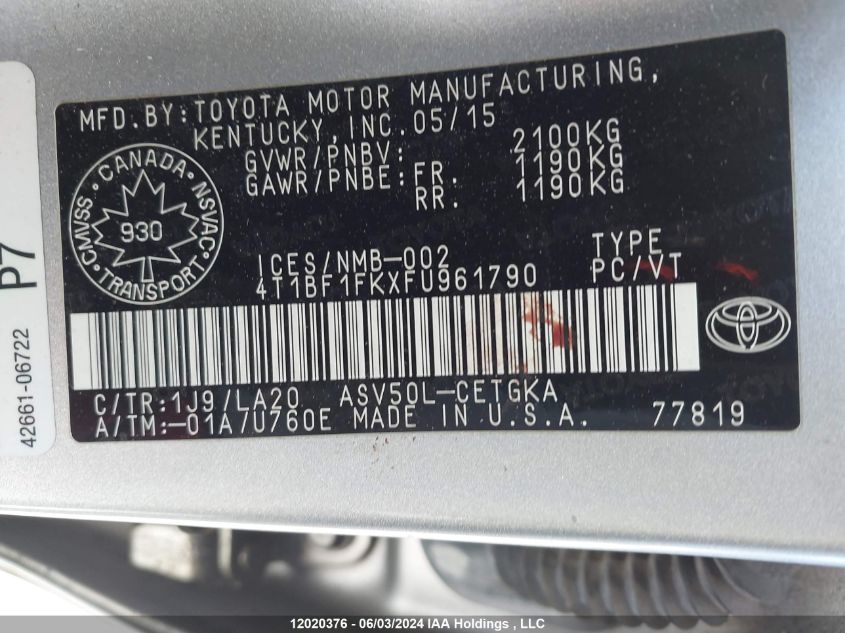 MFD.BY:TOYOTA MOTOR MANUFACTURING,
KENTUCKY,INC.05/15
GVWR/PNBV: 2100KG
GAWR/PNBE:FR. 1190KG
RR. 1190KG
CANADA
NSVAC
930
CMVSS
TRANSPORT
ICES/NMB-002
TYPE
4T1BF1FKXFU961790
PC/VT
C/TR:1J9/LA20 ASV50L-CETGKA
A/TM:-01A/U760E MADE IN U.S.A. 77819
P7
42661-06722
12020376 - 06/03/2024 IAA Holdings , LLC